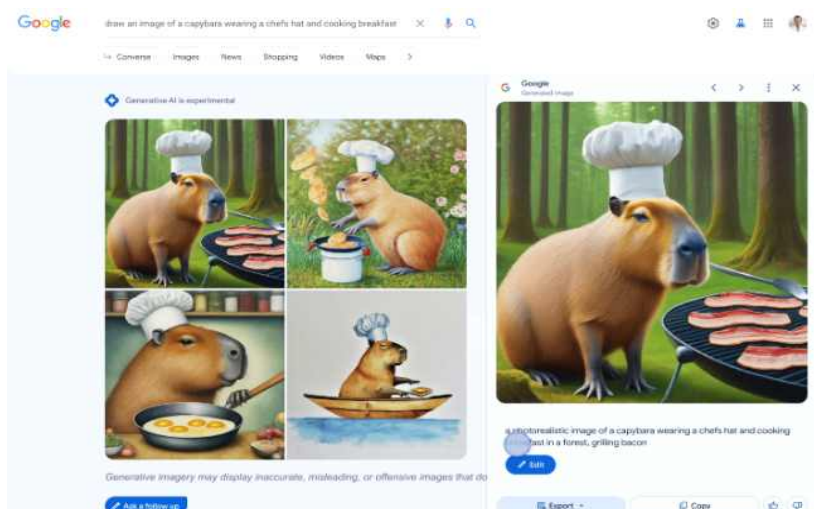 Google
draw an image of a capybara wearing a chefs hat and cooking breakfast
Converse Images News Shopping Videos Maps
Generative AI is experimental
Generative imagery may display inaccurate, misleading, or offensive images that do
Ask a follow up
G Google
Generated image
a photorealistic image of a capybara wearing a chefs hat and cooking
breakfast in a forest, grilling bacon
Edit
Export
Copy